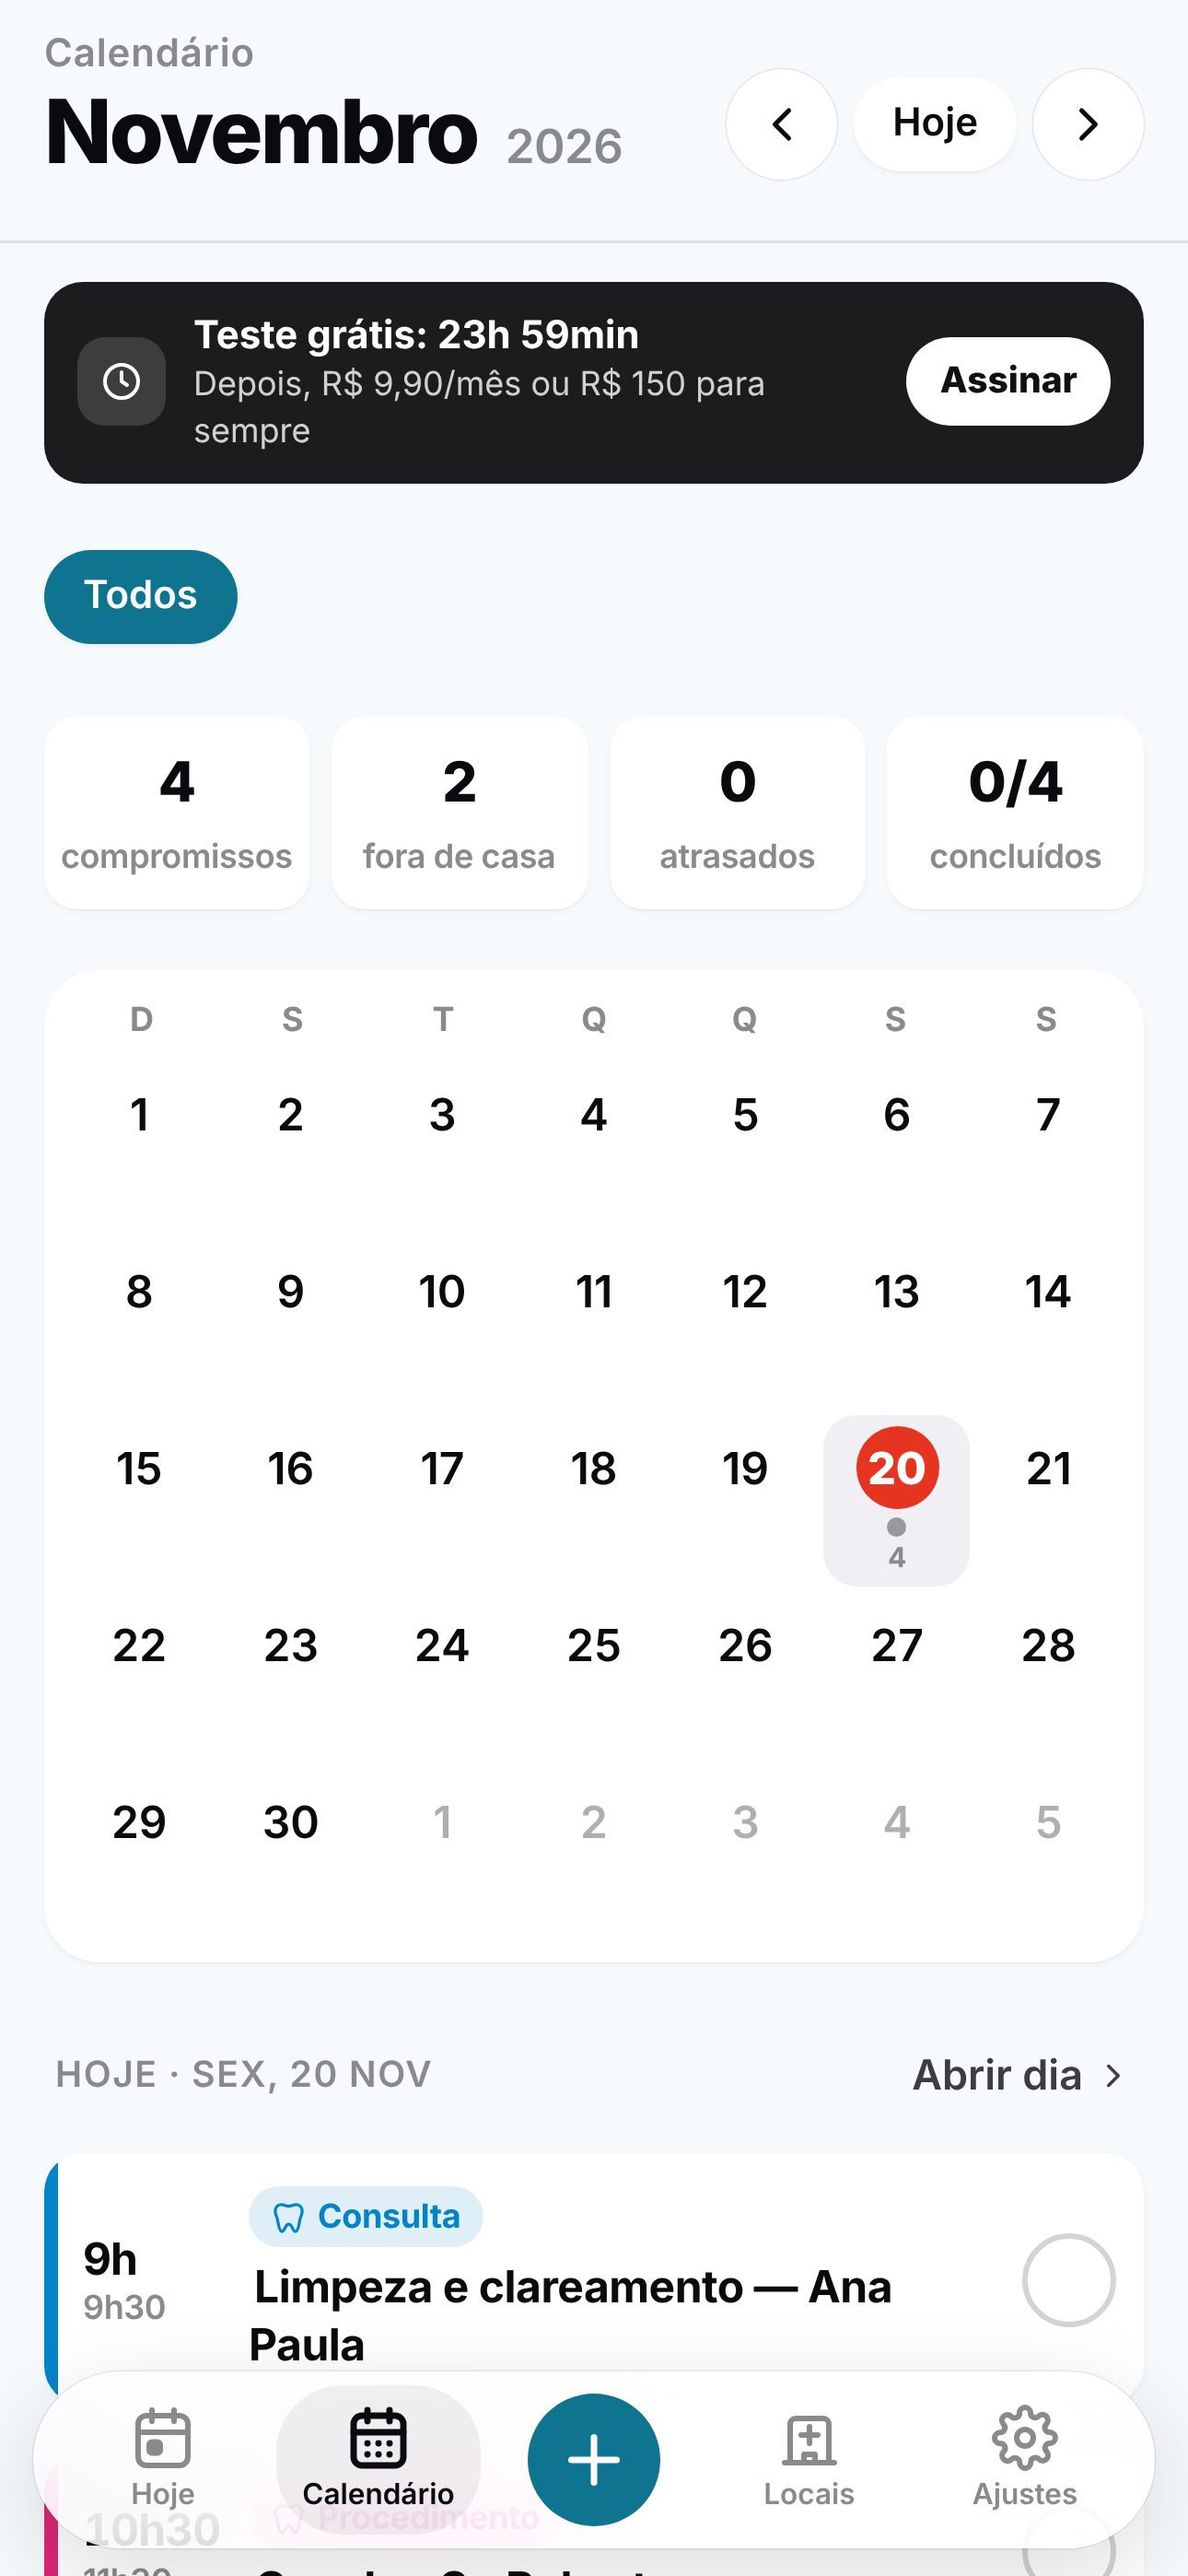 Calendário
Novembro 2026
Hoje
Teste grátis: 23h 59min
Depois, R$ 9,90/mês ou R$ 150 para
sempre
Assinar
Todos
4
compromissos
2
fora de casa
0
atrasados
0/4
concluídos
D S T Q Q S S
1 2 3 4 5 6 7
8 9 10 11 12 13 14
15 16 17 18 19 20 21
4
22 23 24 25 26 27 28
29 30 1 2 3 4 5
HOJE · SEX, 20 NOV
Abrir dia
9h
9h30
Consulta
Limpeza e clareamento — Ana
Paula
10h30
Procedimento
11h30
Hoje
Calendário
Locais
Ajustes